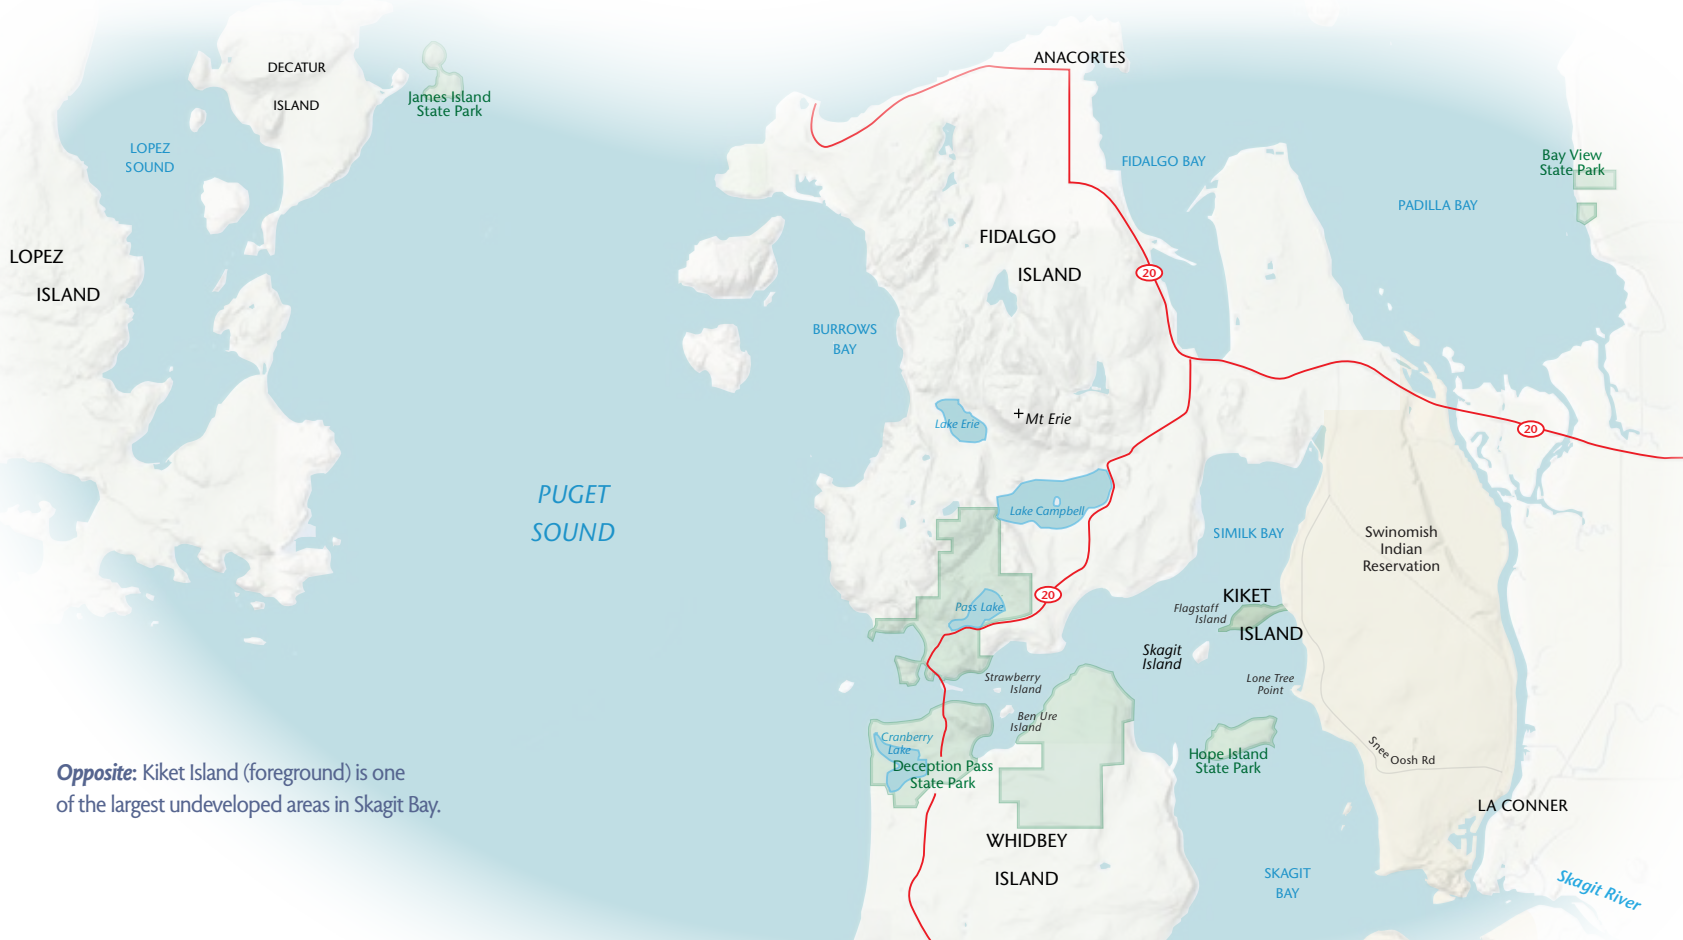 ANACORTES
DECATUR
ISLAND
James Island
State Park
LOPEZ
SOUND
FIDALGO BAY
Bay View
State Park
PADILLA BAY
LOPEZ
ISLAND
FIDALGO
ISLAND
20
BURROWS
BAY
Lake Erie
Mt Erie
20
PUGET
SOUND
Lake Campbell
SIMILK BAY
Swinomish
Indian
Reservation
20
Pass Lake
KIKET
ISLAND
Flagstaff
Island
Skagit
Island
Strawberry
Island
Lone Tree
Point
Ben Ure
Island
Cranberry
Lake
Deception Pass
State Park
Hope Island
State Park
Snee Oosh Rd
Opposite: Kiket Island (foreground) is one
of the largest undeveloped areas in Skagit Bay.
LA CONNER
WHIDBEY
ISLAND
SKAGIT
BAY
Skagit River